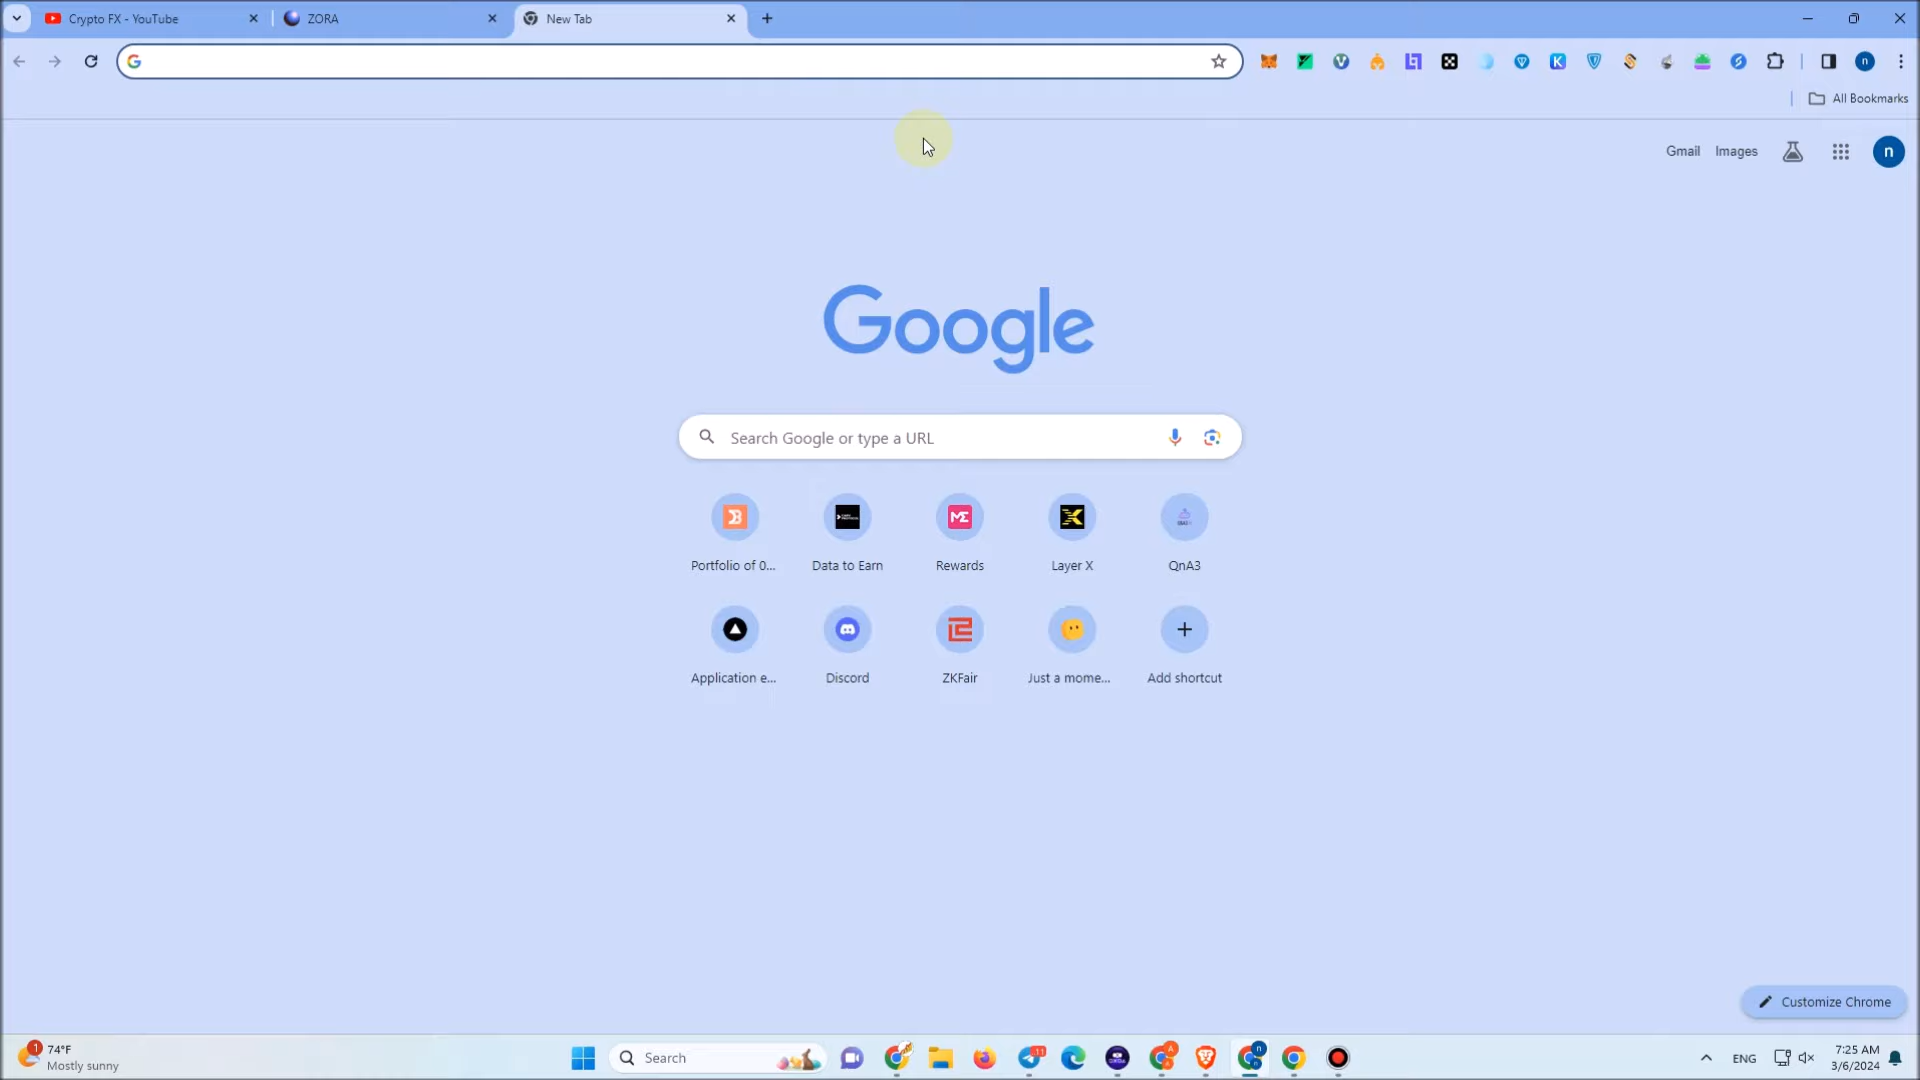 Crypto FX - YouTube
ZORA
New Tab
All Bookmarks
Gmail
Images
n
Google
Search Google or type a URL
Portfolio of 0...
Data to Earn
Rewards
Layer X
QnA3
Application e...
Discord
ZKFair
Just a mome...
Add shortcut
Customize Chrome
1
74°F
Mostly sunny
Search
11
A
n
ENG
7:25 AM
3/6/2024